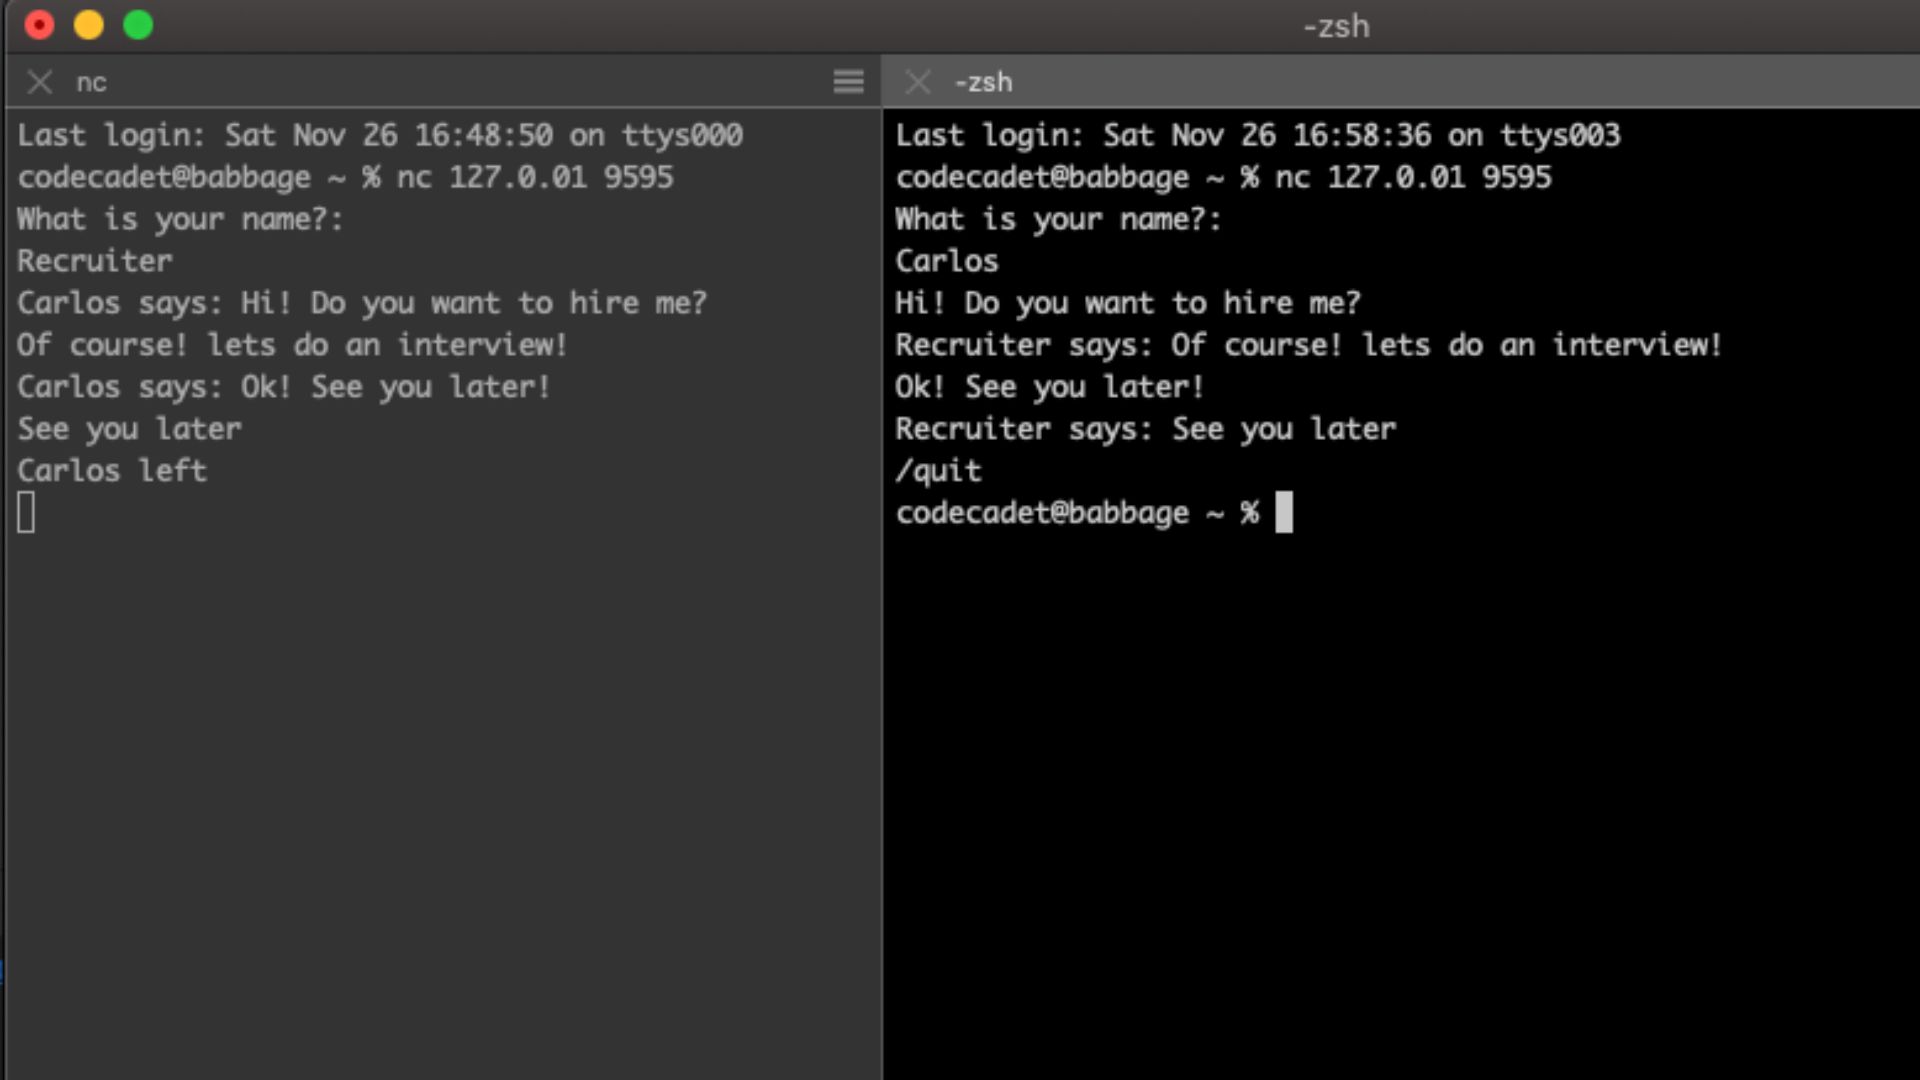 -zsh
nc
Last login: Sat Nov 26 16:48:50 on ttys000
codecadet@babbage ~ % nc 127.0.01 9595
What is your name?:
Recruiter
Carlos says: Hi! Do you want to hire me?
Of course! lets do an interview!
Carlos says: Ok! See you later!
See you later
Carlos left
-zsh
Last login: Sat Nov 26 16:58:36 on ttys003
codecadet@babbage ~ % nc 127.0.01 9595
What is your name?:
Carlos
Hi! Do you want to hire me?
Recruiter says: Of course! lets do an interview!
Ok! See you later!
Recruiter says: See you later
/quit
codecadet@babbage ~ %